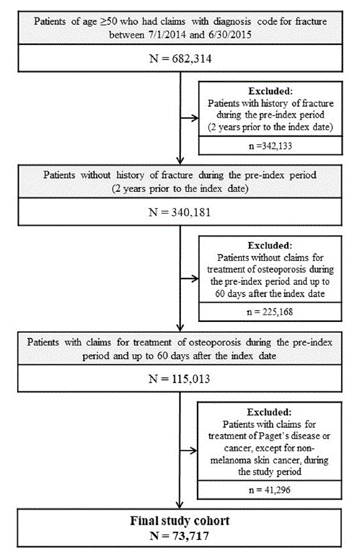 Patients of age ≥50 who had claims with diagnosis code for fracture
between 7/1/2014 and 6/30/2015
N = 682,314
Excluded:
Patients with history of fracture
during the pre-index period
(2 years prior to the index date)
n =342,133
Patients without history of fracture during the pre-index period
(2 years prior to the index date)
N = 340,181
Excluded:
Patients without claims for
treatment of osteoporosis during
the pre-index period and up to
60 days after the index date
n = 225,168
Patients with claims for treatment of osteoporosis during the pre-index
period and up to 60 days after the index date
N = 115,013
Excluded:
Patients with claims for
treatment of Paget's disease or
cancer, except for non-
melanoma skin cancer, during
the study period
n = 41,296
Final study cohort
N = 73,717